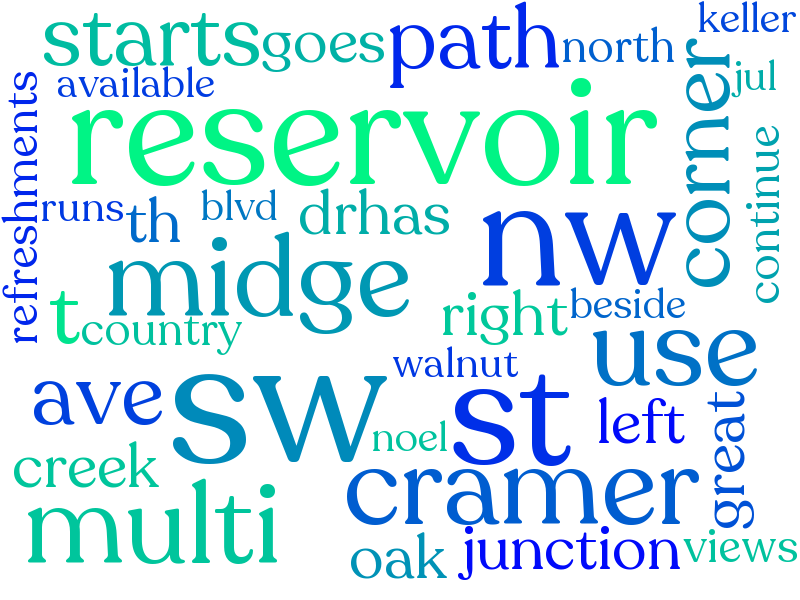 keller
starts
goes
path
north
available
jul
reservoir
corner
refreshments
continue
runs
th
blvd
drhas
nw
midge
t
country
right
beside
use
walnut
ave
sw
st
left
great
noel
creek
cramer
multi
oak
junction
views